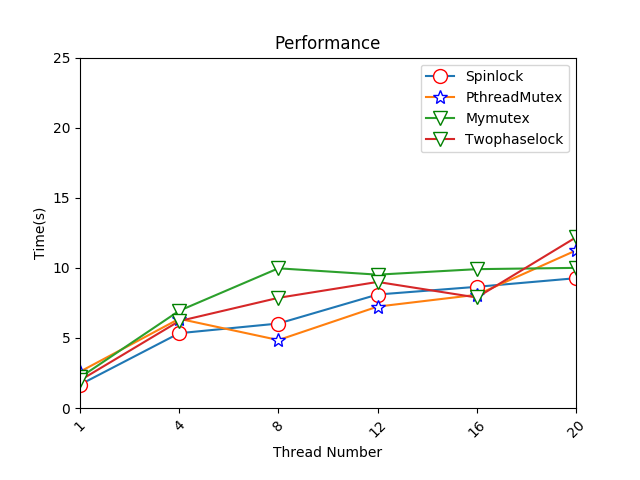 Performance
Spinlock
PthreadMutex
Mymutex
Twophaselock
Time(s)
25
20
15
10
5
0
1
4
8
12
16
20
Thread Number